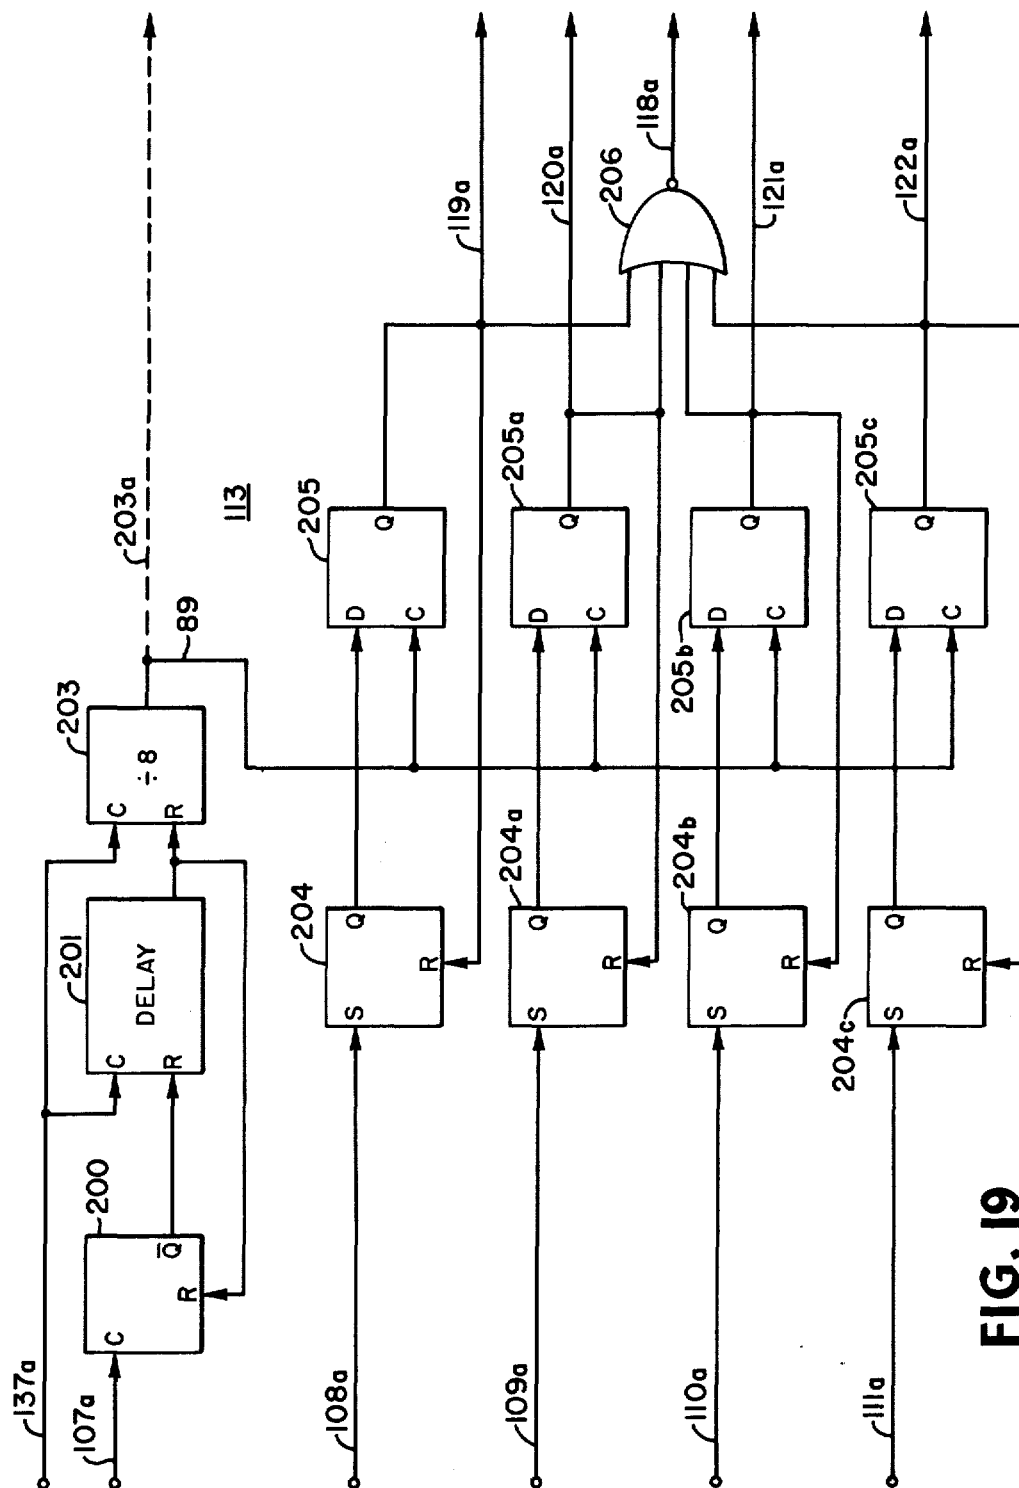 137a
107a
C
200
Q̅
R
C
201
DELAY
R
C
203
÷8
R
89
203a
113
108a
S
204
Q
R
D
205
Q
C
119a
109a
S
204a
Q
R
D
205a
Q
C
120a
206
118a
110a
S
204b
Q
R
D
205b
Q
C
121a
111a
S
204c
Q
R
D
205c
Q
C
122a
FIG. 19